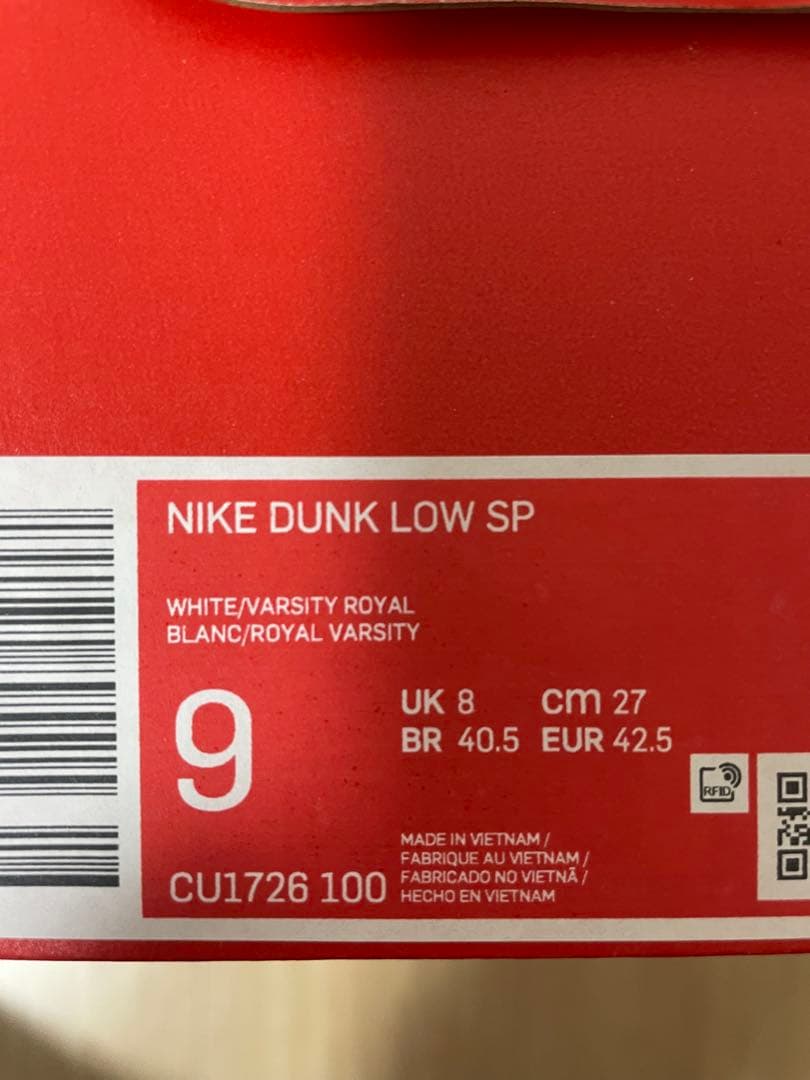 NIKE DUNK LOW SP
WHITE/VARSITY ROYAL
BLANC/ROYAL VARSITY
9
UK 8 cm 27
BR 40.5 EUR 42.5
RFID
MADE IN VIETNAM /
FABRIQUE AU VIETNAM /
FABRICADO NO VIETNÃ /
HECHO EN VIETNAM
CU1726 100